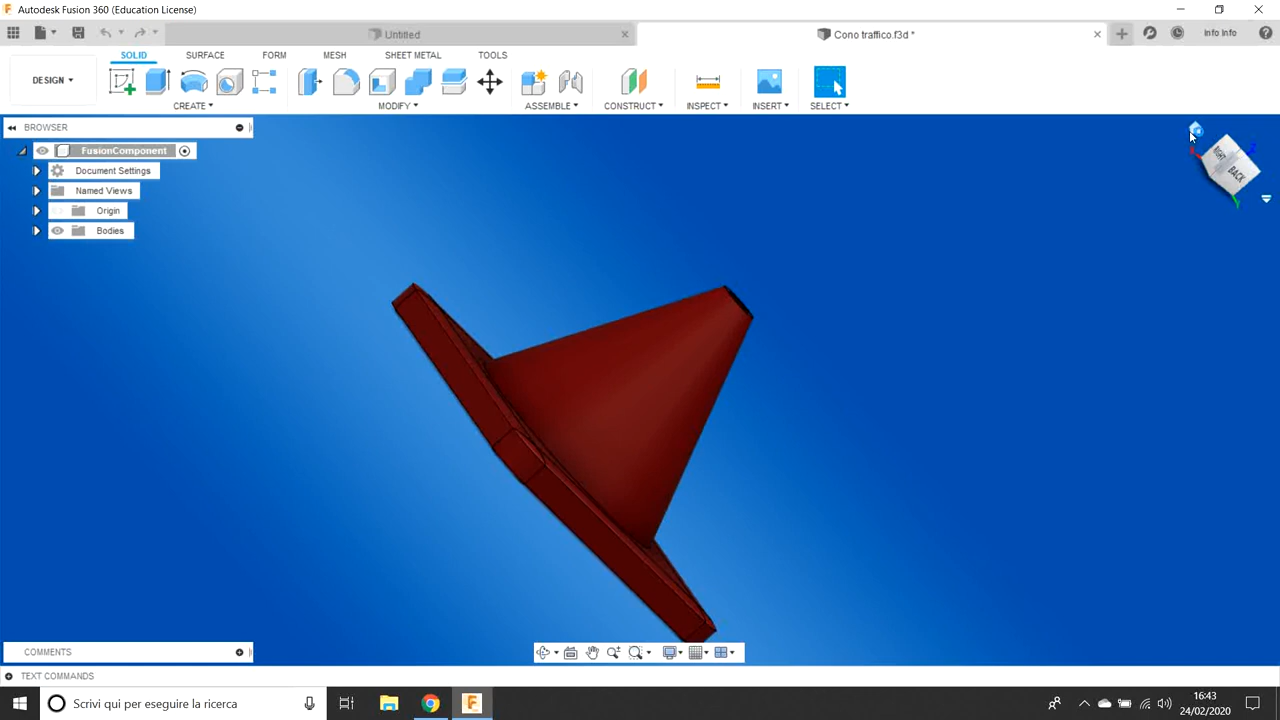 Autodesk Fusion 360 (Education License)
Untitled
Cono traffico.f3d *
Info Info
DESIGN
SOLID SURFACE FORM MESH SHEET METAL TOOLS
CREATE MODIFY ASSEMBLE CONSTRUCT INSPECT INSERT SELECT
BROWSER
FusionComponent
Document Settings
Named Views
Origin
Bodies
RIGHT
BACK
COMMENTS
TEXT COMMANDS
Scrivi qui per eseguire la ricerca
16:43
24/02/2020